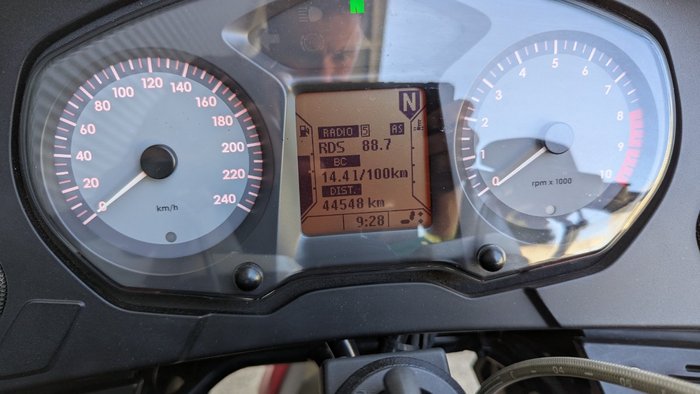 N
0
20
40
60
80
100
120
140
160
180
200
220
240
km/h
N
RADIO 5 AS
RDS 88.7
BC
14.4l/100km
DIST.
44548 km
9:28
0
1
2
3
4
5
6
7
8
9
10
rpm x 1000